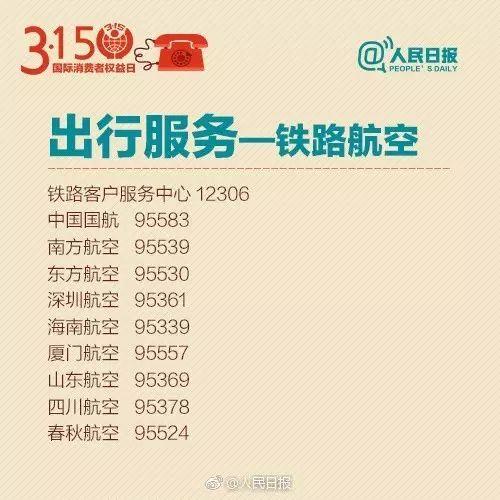 3·15
3·15
国际消费者权益日
@人民日报
PEOPLE'S DAILY
出行服务—铁路航空
铁路客户服务中心 12306
中国国航 95583
南方航空 95539
东方航空 95530
深圳航空 95361
海南航空 95339
厦门航空 95557
山东航空 95369
四川航空 95378
春秋航空 95524
@人民日报